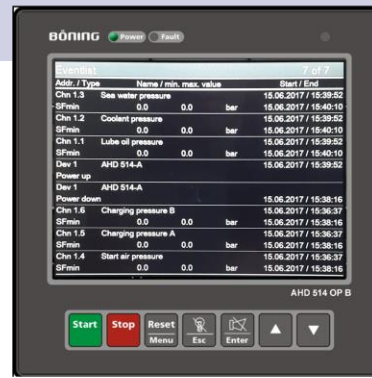 BÖNING Power Fault
Eventlist 7 of 7
Addr. / Type Name / min. max. value Start / End
Chn 1.3 Sea water pressure 15.06.2017 / 15:39:52
SFmin 0.0 0.0 bar 15.06.2017 / 15:40:10
Chn 1.2 Coolant pressure 15.06.2017 / 15:39:52
SFmin 0.0 0.0 bar 15.06.2017 / 15:40:10
Chn 1.1 Lube oil pressure 15.06.2017 / 15:39:52
SFmin 0.0 0.0 bar 15.06.2017 / 15:40:10
Dev 1 AHD 514-A 15.06.2017 / 15:39:52
Power up
Dev 1 AHD 514-A
Power down 15.06.2017 / 15:38:16
Chn 1.6 Charging pressure B 15.06.2017 / 15:36:37
SFmin 0.0 0.0 bar 15.06.2017 / 15:38:16
Chn 1.5 Charging pressure A 15.06.2017 / 15:36:37
SFmin 0.0 0.0 bar 15.06.2017 / 15:38:16
Chn 1.4 Start air pressure 15.06.2017 / 15:36:37
SFmin 0.0 0.0 bar 15.06.2017 / 15:38:16
AHD 514 OP B
Start Stop Reset
Menu Esc Enter